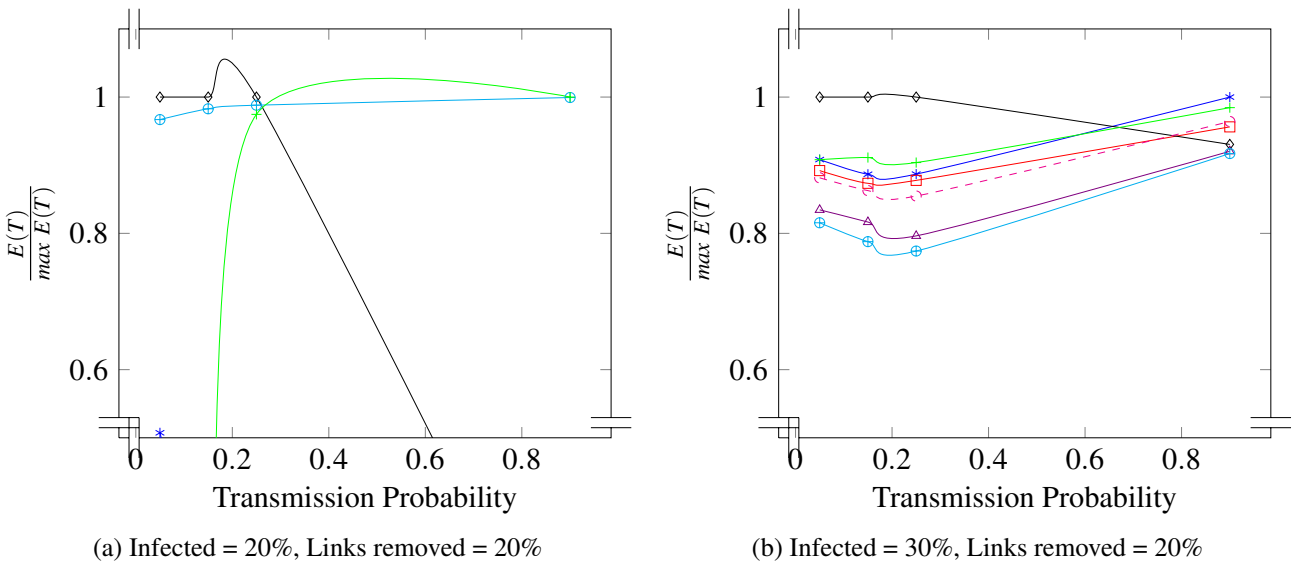 1
0.8
0.6
E(T)
max E(T)
0 0.2 0.4 0.6 0.8
Transmission Probability
(a) Infected = 20%, Links removed = 20%
1
0.8
0.6
E(T)
max E(T)
0 0.2 0.4 0.6 0.8
Transmission Probability
(b) Infected = 30%, Links removed = 20%